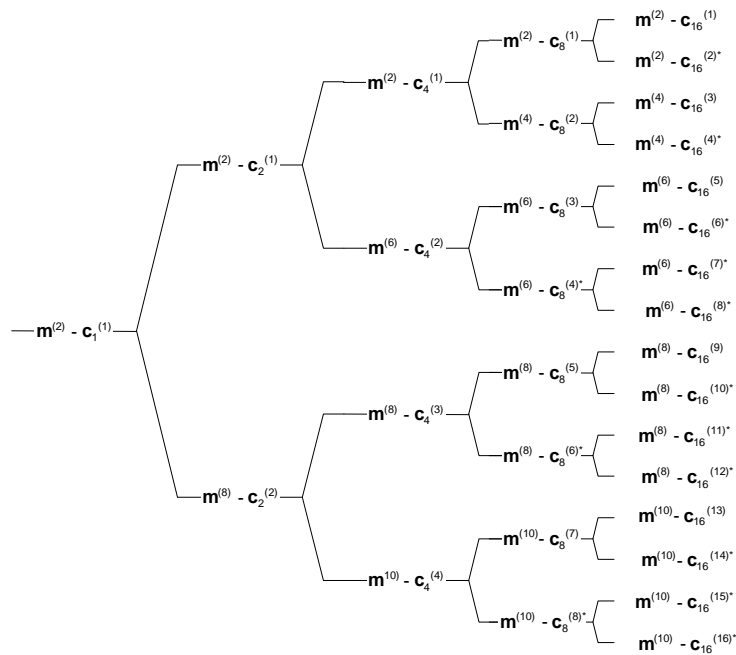 m(2) - c16(1)
m(2) - c8(1)
m(2) - c16(2)*
m(2) - c4(1)
m(4) - c16(3)
m(4) - c8(2)
m(4) - c16(4)*
m(2) - c2(1)
m(6) - c16(5)
m(6) - c8(3)
m(6) - c16(6)*
m(6) - c4(2)
m(6) - c16(7)*
m(6) - c8(4)*
m(6) - c16(8)*
m(2) - c1(1)
m(8) - c16(9)
m(8) - c8(5)
m(8) - c16(10)*
m(8) - c4(3)
m(8) - c16(11)*
m(8) - c8(6)*
m(8) - c16(12)*
m(8) - c2(2)
m(10) - c16(13)
m(10) - c8(7)
m(10) - c16(14)*
m10) - c4(4)
m(10) - c16(15)*
m(10) - c8(8)*
m(10) - c16(16)*